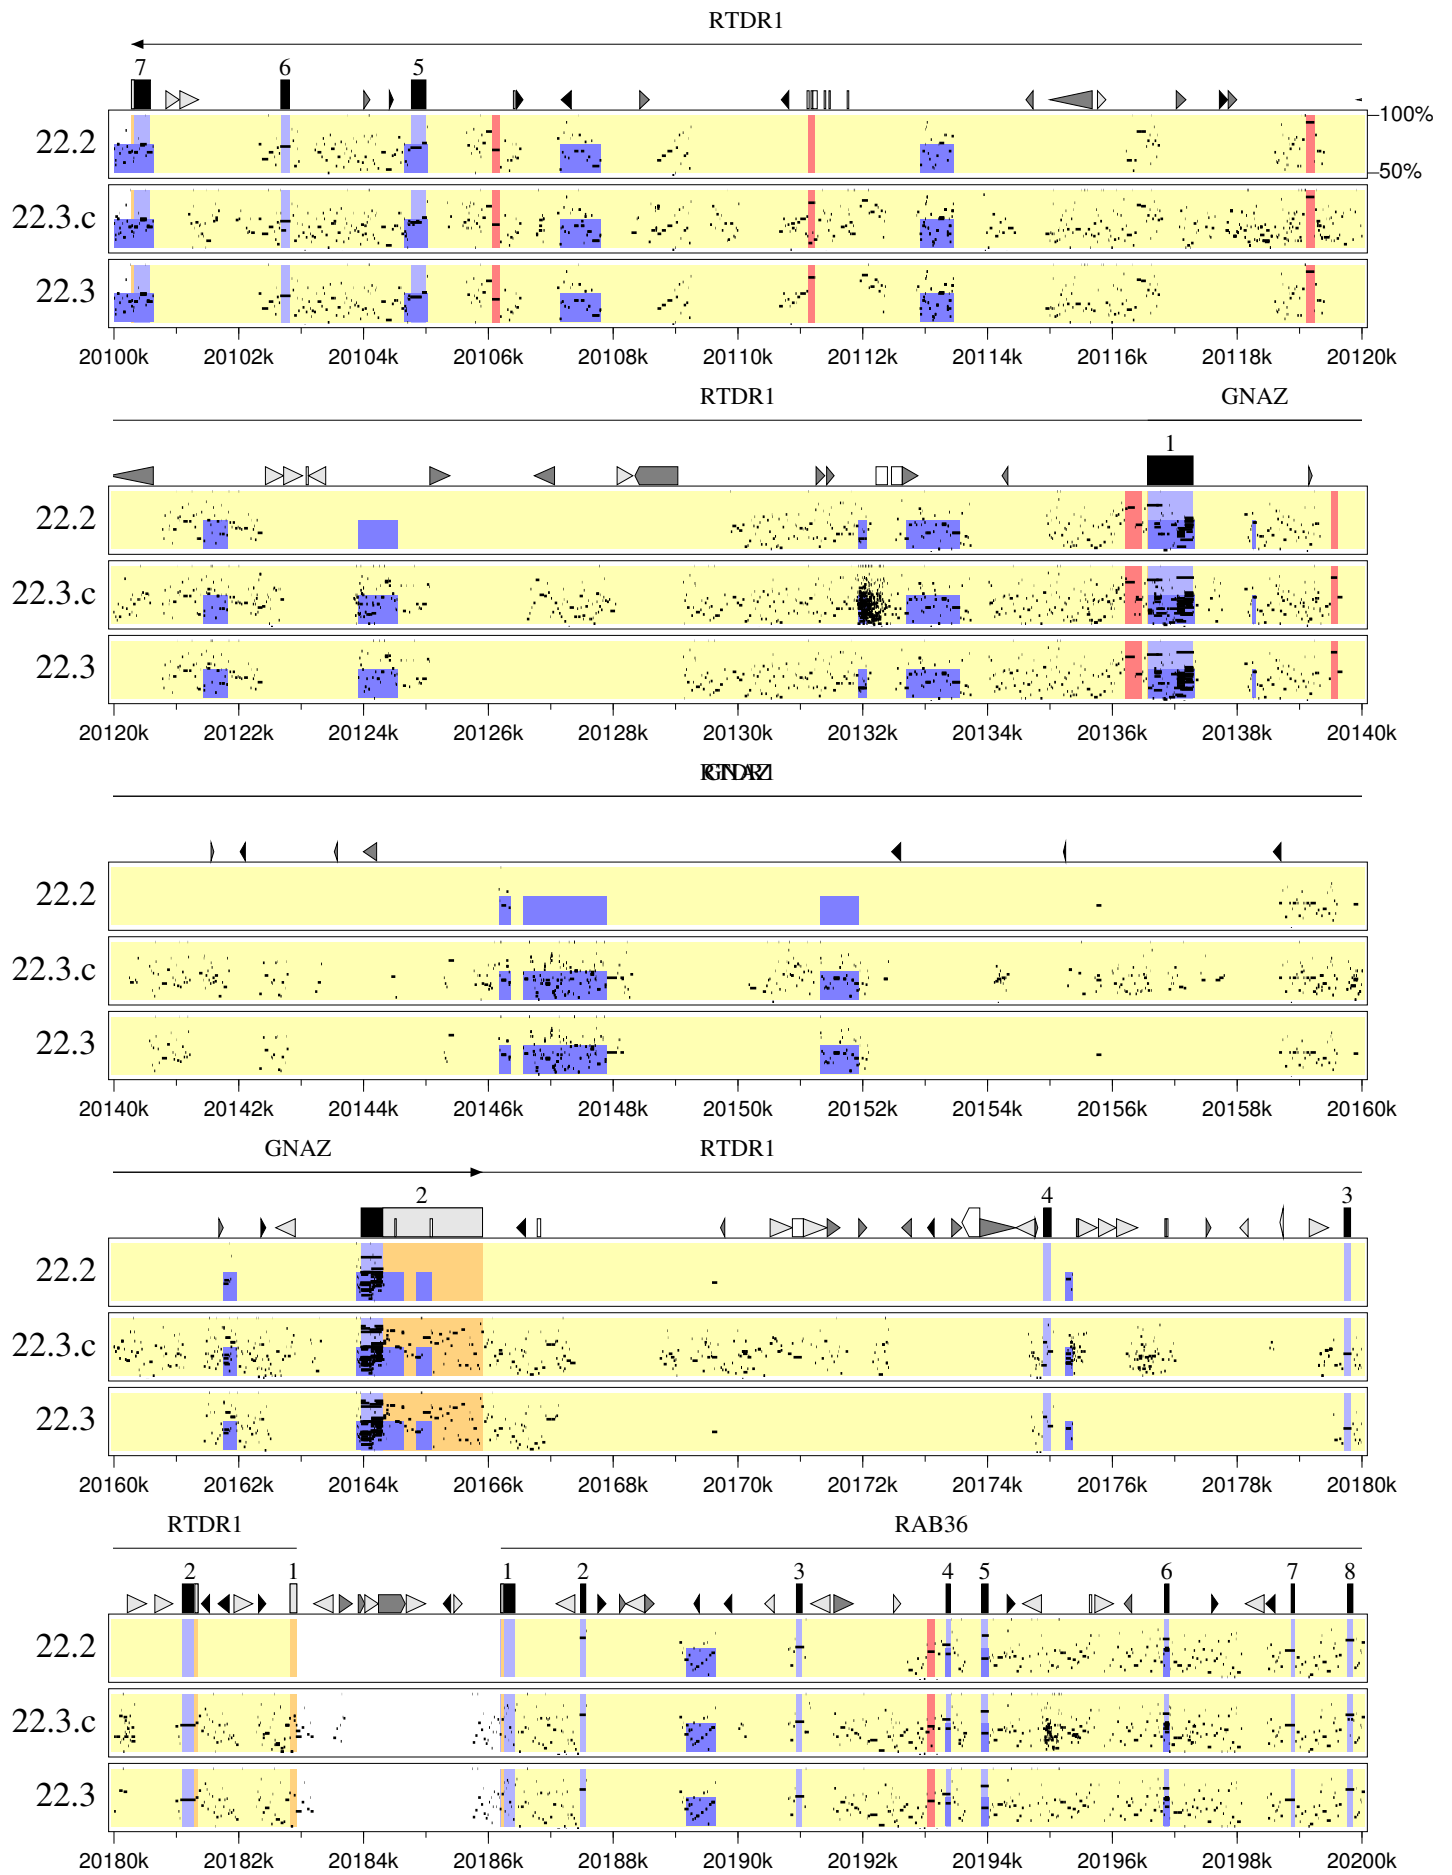 RTDR1
7 6 5
22.2 100%
50%
22.3.c
22.3
20100k 20102k 20104k 20106k 20108k 20110k 20112k 20114k 20116k 20118k 20120k
RTDR1 GNAZ
1
22.2
22.3.c
22.3
20120k 20122k 20124k 20126k 20128k 20130k 20132k 20134k 20136k 20138k 20140k
RTDR1 GNAZ
22.2
22.3.c
22.3
20140k 20142k 20144k 20146k 20148k 20150k 20152k 20154k 20156k 20158k 20160k
GNAZ RTDR1
2 4 3
22.2
22.3.c
22.3
20160k 20162k 20164k 20166k 20168k 20170k 20172k 20174k 20176k 20178k 20180k
RTDR1 RAB36
2 1 1 2 3 4 5 6 7 8
22.2
22.3.c
22.3
20180k 20182k 20184k 20186k 20188k 20190k 20192k 20194k 20196k 20198k 20200k